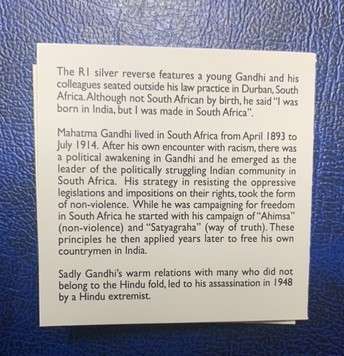 The R1 silver reverse features a young Gandhi and his
colleagues seated outside his law practice in Durban, South
Africa. Although not South African by birth, he said "I was
born in India, but I was made in South Africa".
Mahatma Gandhi lived in South Africa from April 1893 to
July 1914. After his own encounter with racism, there was
a political awakening in Gandhi and he emerged as the
leader of the politically struggling Indian community in
South Africa. His strategy in resisting the oppressive
legislations and impositions on their rights, took the form
of non-violence. While he was campaigning for freedom
in South Africa he started with his campaign of "Ahimsa"
(non-violence) and "Satyagraha" (way of truth). These
principles he then applied years later to free his own
countrymen in India.
Sadly Gandhi's warm relations with many who did not
belong to the Hindu fold, led to his assassination in 1948
by a Hindu extremist.